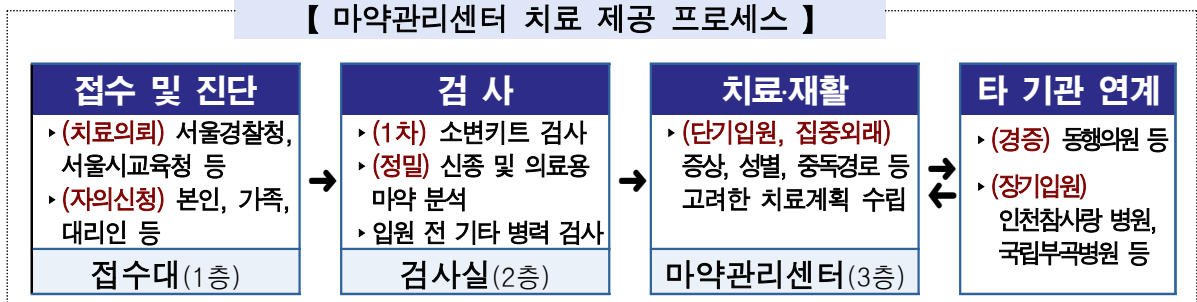 【 마약관리센터 치료 제공 프로세스 】
접수 및 진단
▸(치료의뢰) 서울경찰청,
서울시교육청 등
▸(자의신청) 본인, 가족,
대리인 등
접수대(1층)
검 사
▸(1차) 소변키트 검사
▸(정밀) 신종 및 의료용
마약 분석
▸입원 전 기타 병력 검사
검사실(2층)
치료·재활
▸(단기입원, 집중외래)
증상, 성별, 중독경로 등
고려한 치료계획 수립
마약관리센터(3층)
타 기관 연계
▸(경증) 동행의원 등
▸(장기입원)
인천참사랑 병원,
국립부곡병원 등